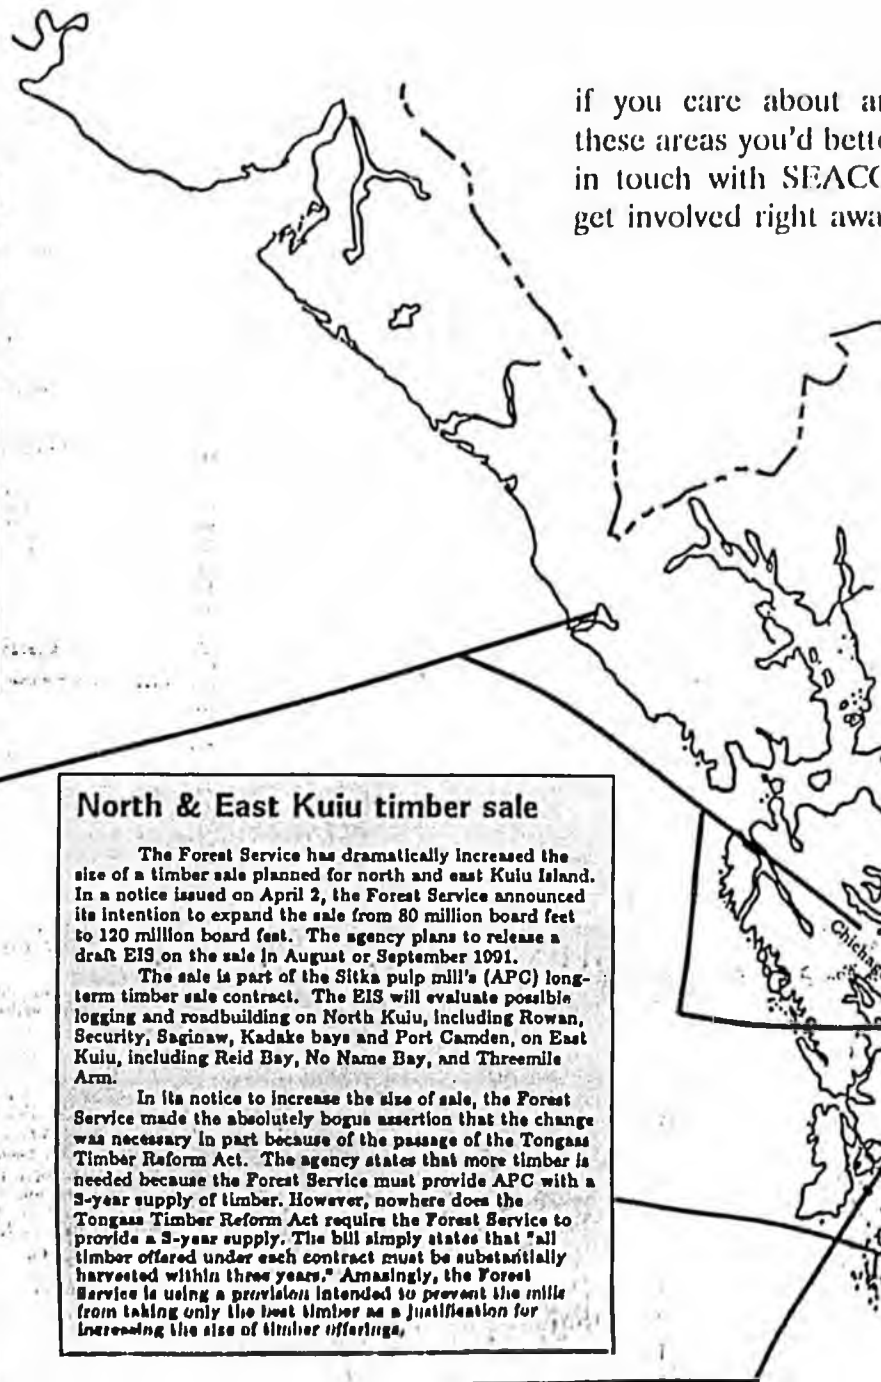 if you care about
these areas you'd
in touch with
get involved right
North & East Kuiu timber sale
The Forest Service has dramatically increased the
size of a timber sale planned for north and east Kuiu Island.
In a notice issued on April 2, the Forest Service announced
its intention to expand the sale from 80 million board feet
to 120 million board feet. The agency plans to release a
draft EIS on the sale in August or September 1991.
The sale is part of the Sitka pulp mill's (APC) long-
term timber sale contract. The EIS will evaluate possible
logging and roadbuilding on North Kuiu, including Rowan,
Security, Saginaw, Kadake bays and Port Camden, on East
Kuiu, including Reid Bay, No Name Bay, and Threemile
Arm.
In its notice to increase the size of sale, the Forest
Service made the absolutely bogus assertion that the change
was necessary in part because of the passage of the Tongass
Timber Reform Act. The agency states that more timber is
needed because the Forest Service must provide APC with a
3-year supply of timber. However, nowhere does the
Tongass Timber Reform Act require the Forest Service to
provide a 3-year supply. The bill simply states that "all
timber offered under each contract must be substantially
harvested within three years." Amazingly, the Forest
Service is using a provision intended to prevent the mills
from taking only the best timber as a justification for
increasing the size of timber offerings.